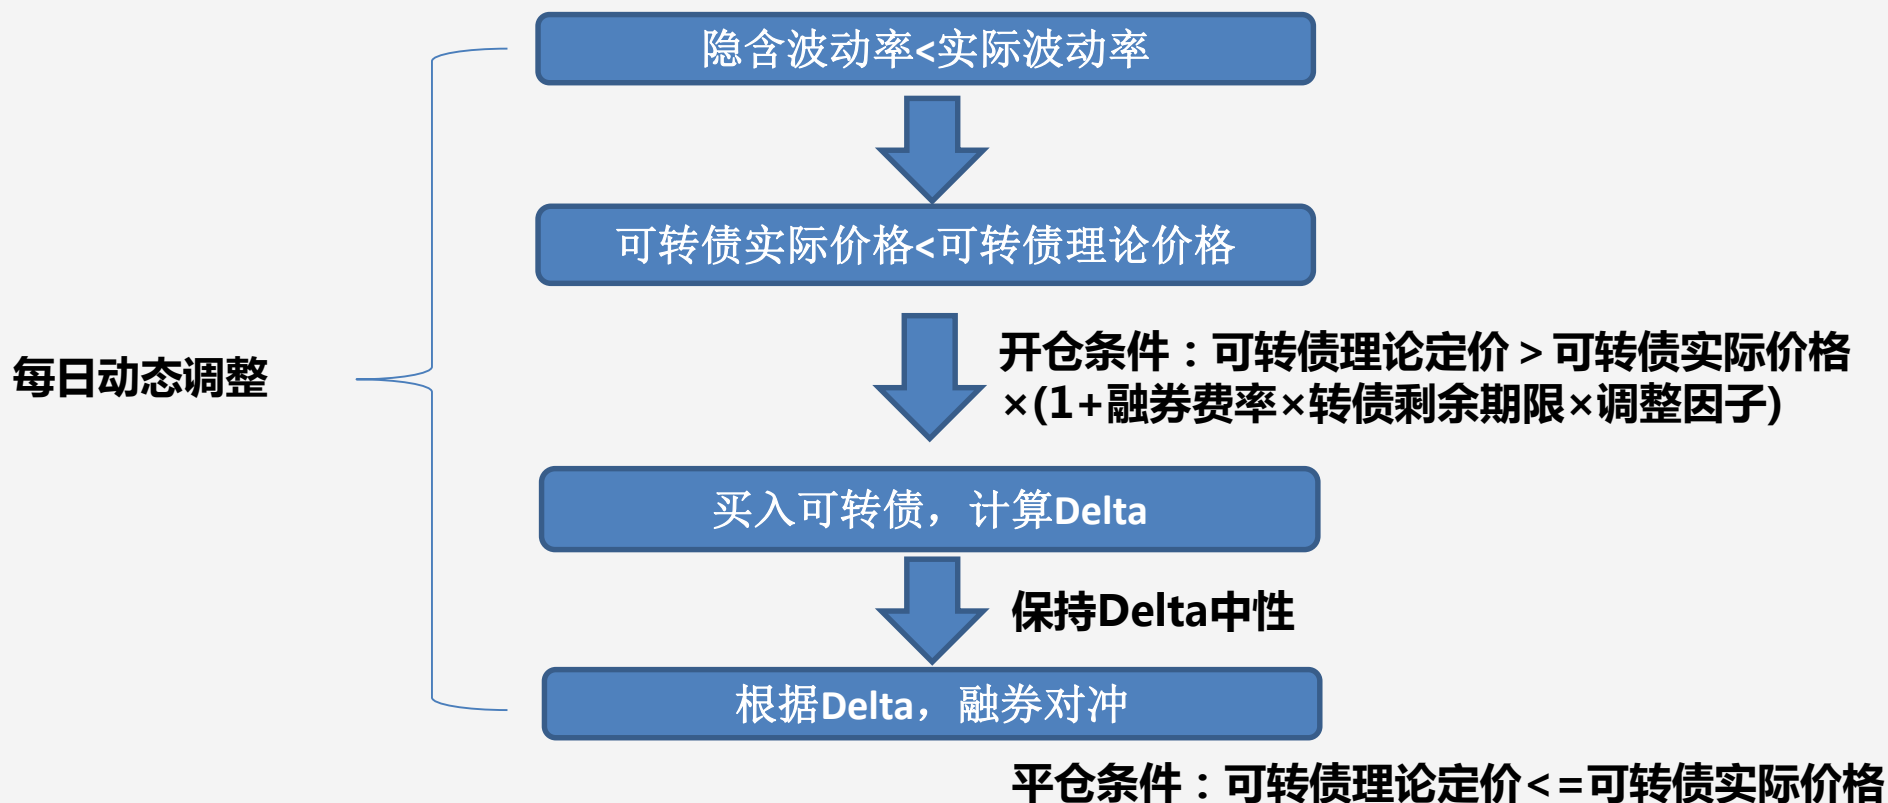 隐含波动率<实际波动率
可转债实际价格<可转债理论价格
每日动态调整
开仓条件：可转债理论定价>可转债实际价格
×(1+融券费率×转债剩余期限×调整因子)
买入可转债，计算Delta
保持Delta中性
根据Delta，融券对冲
平仓条件：可转债理论定价<=可转债实际价格